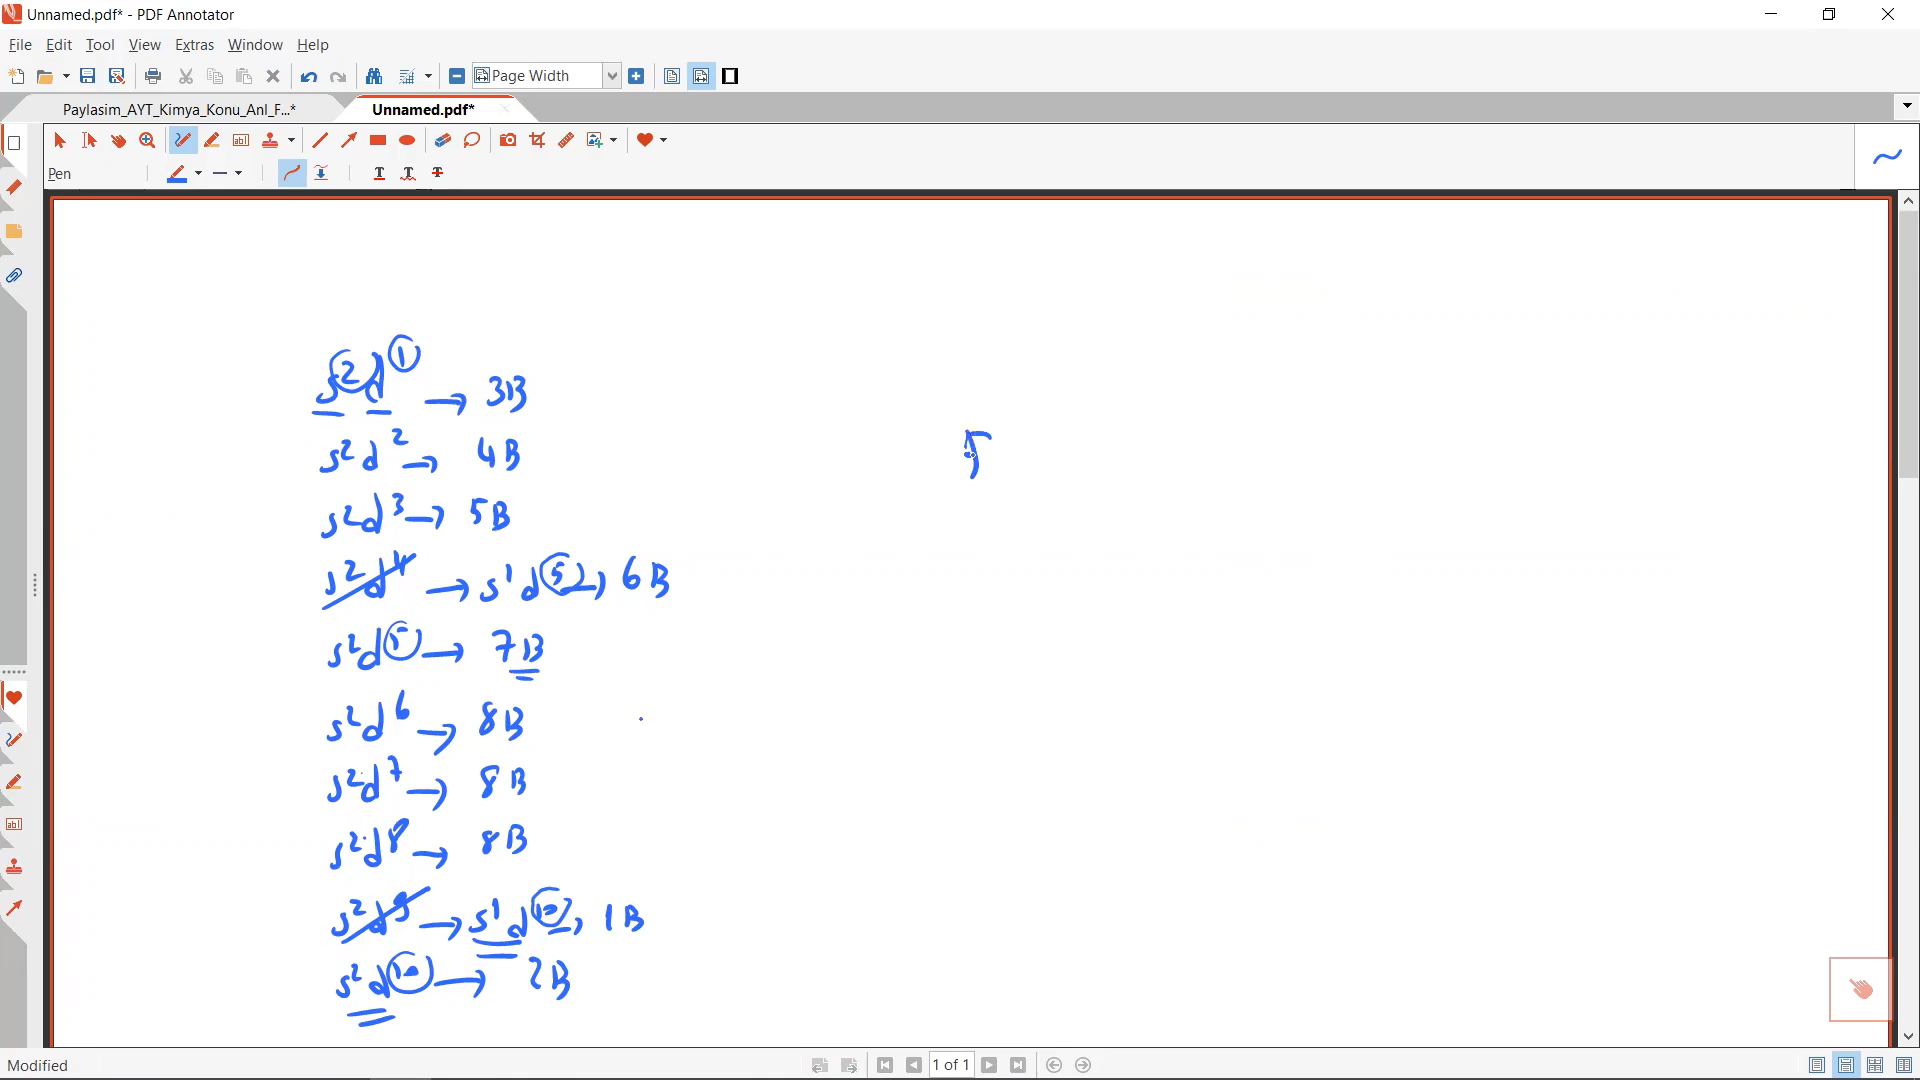 Unnamed.pdf* - PDF Annotator
File Edit Tool View Extras Window Help
Page Width
Paylasim_AYT_Kimya_Konu_Anl_F...*
Unnamed.pdf*
Pen
s²d¹ → 3B
s²d² → 4B
5
s²d³ → 5B
s²d⁴ → s¹d⁵ → 6B
s²d⁵ → 7B
s²d⁶ → 8B
s²d⁷ → 8B
s²d⁸ → 8B
s²d⁹ → s¹d¹⁰ → 1B
s²d¹⁰ → 2B
Modified
1 of 1